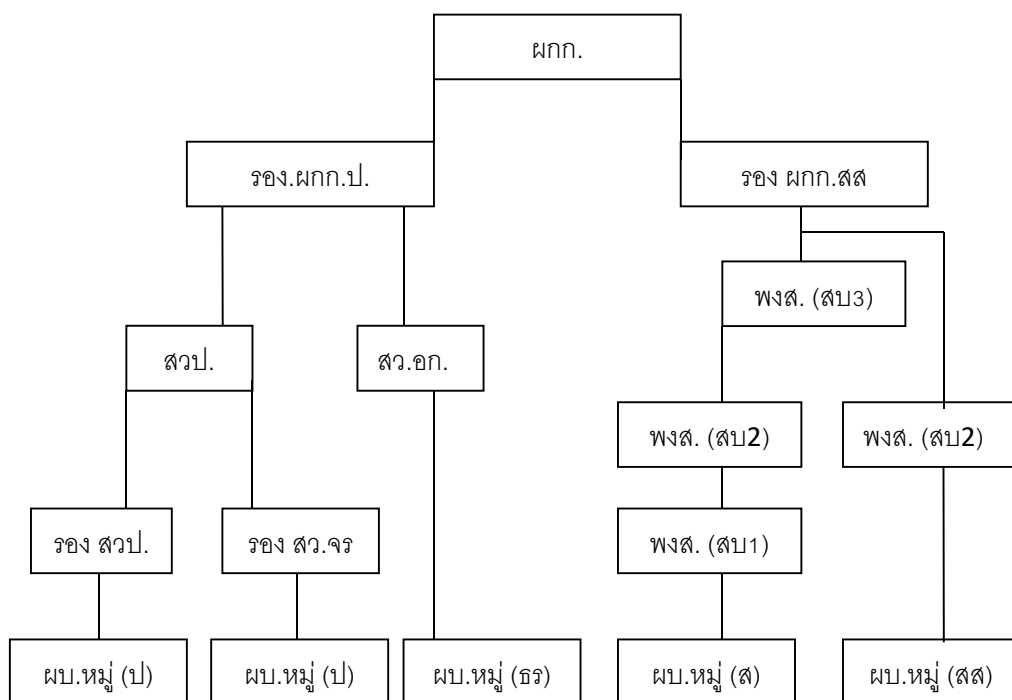 ผกก.
รอง.ผกก.ป.
รอง ผกก.สส
พงส. (สบ3)
สวป.
สว.อก.
พงส. (สบ2)
พงส. (สบ2)
รอง สวป.
รอง สว.จร
พงส. (สบ1)
ผบ.หมู่ (ป)
ผบ.หมู่ (ป)
ผบ.หมู่ (ธร)
ผบ.หมู่ (ส)
ผบ.หมู่ (สส)